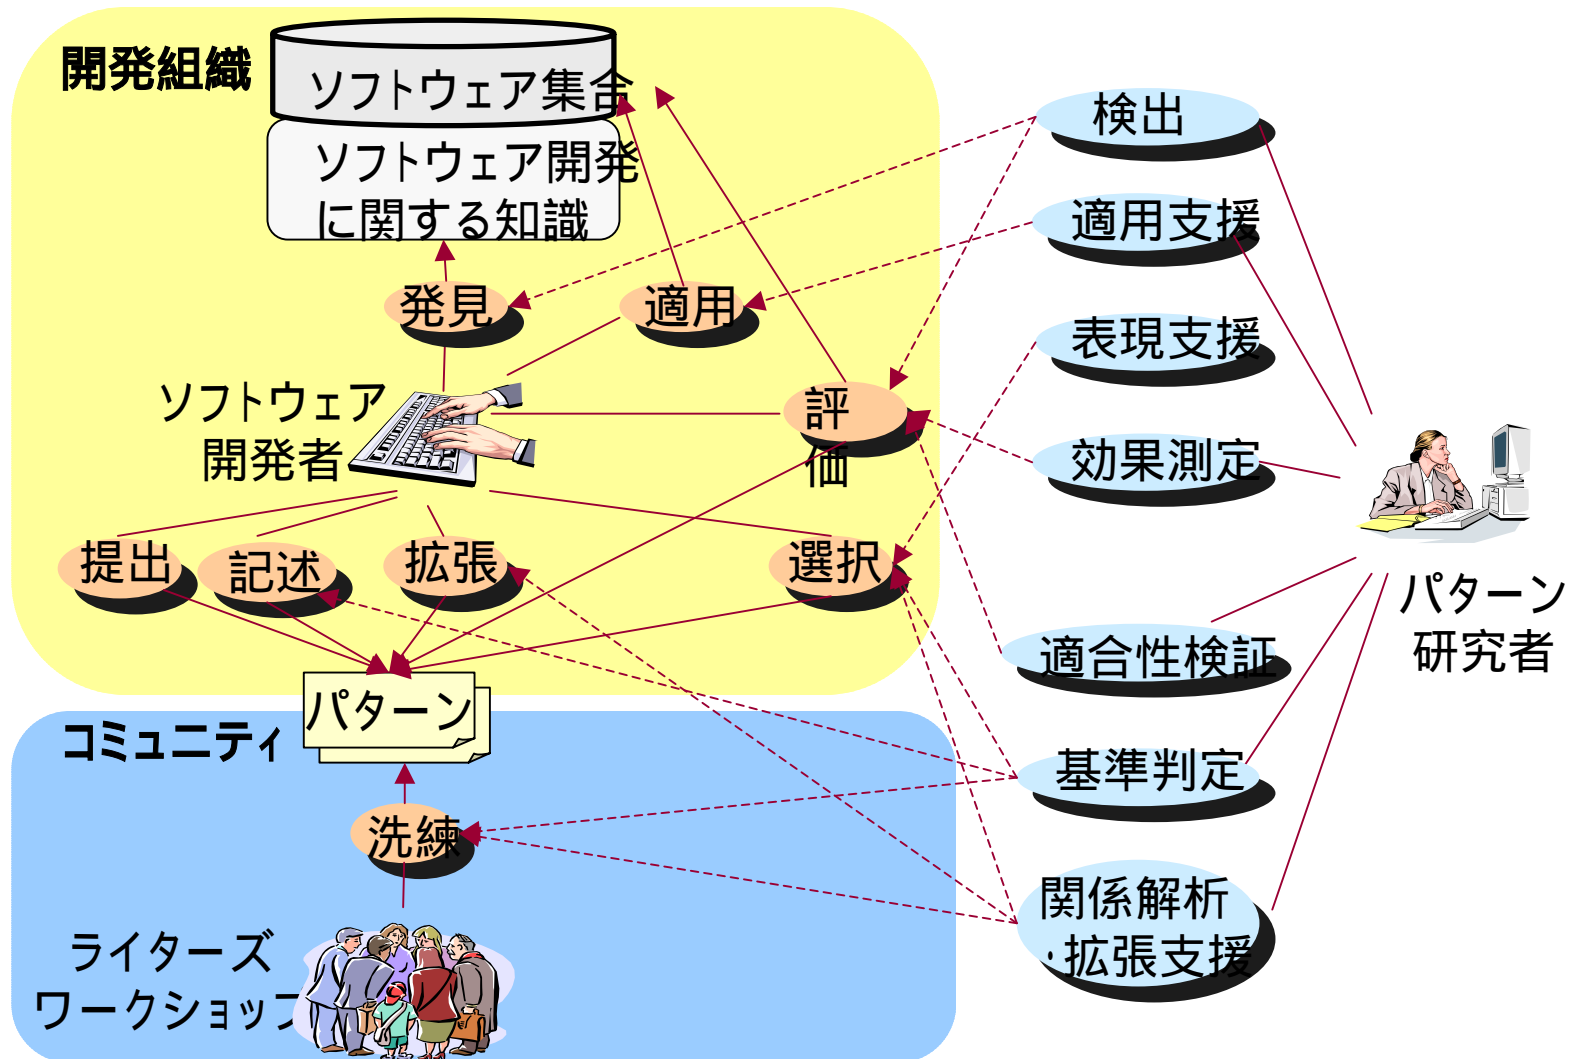 開発組織
ソフトウェア集合
ソフトウェア開発
に関する知識
発見
適用
ソフトウェア
開発者
評
価
提出
記述
拡張
選択
パターン
コミュニティ
洗練
ライターズ
ワークショップ
検出
適用支援
表現支援
効果測定
適合性検証
基準判定
関係解析
・拡張支援
パターン
研究者